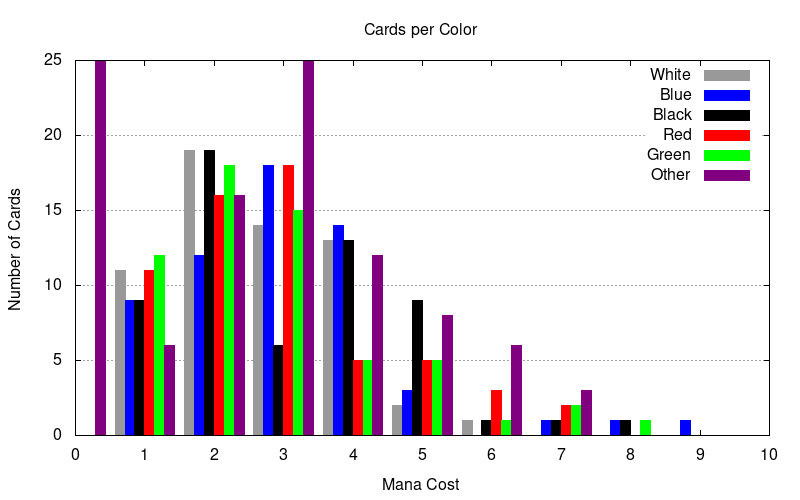 Cards per Color
25
20
15
10
5
0
Number of Cards
White
Blue
Black
Red
Green
Other
0 1 2 3 4 5 6 7 8 9 10
Mana Cost